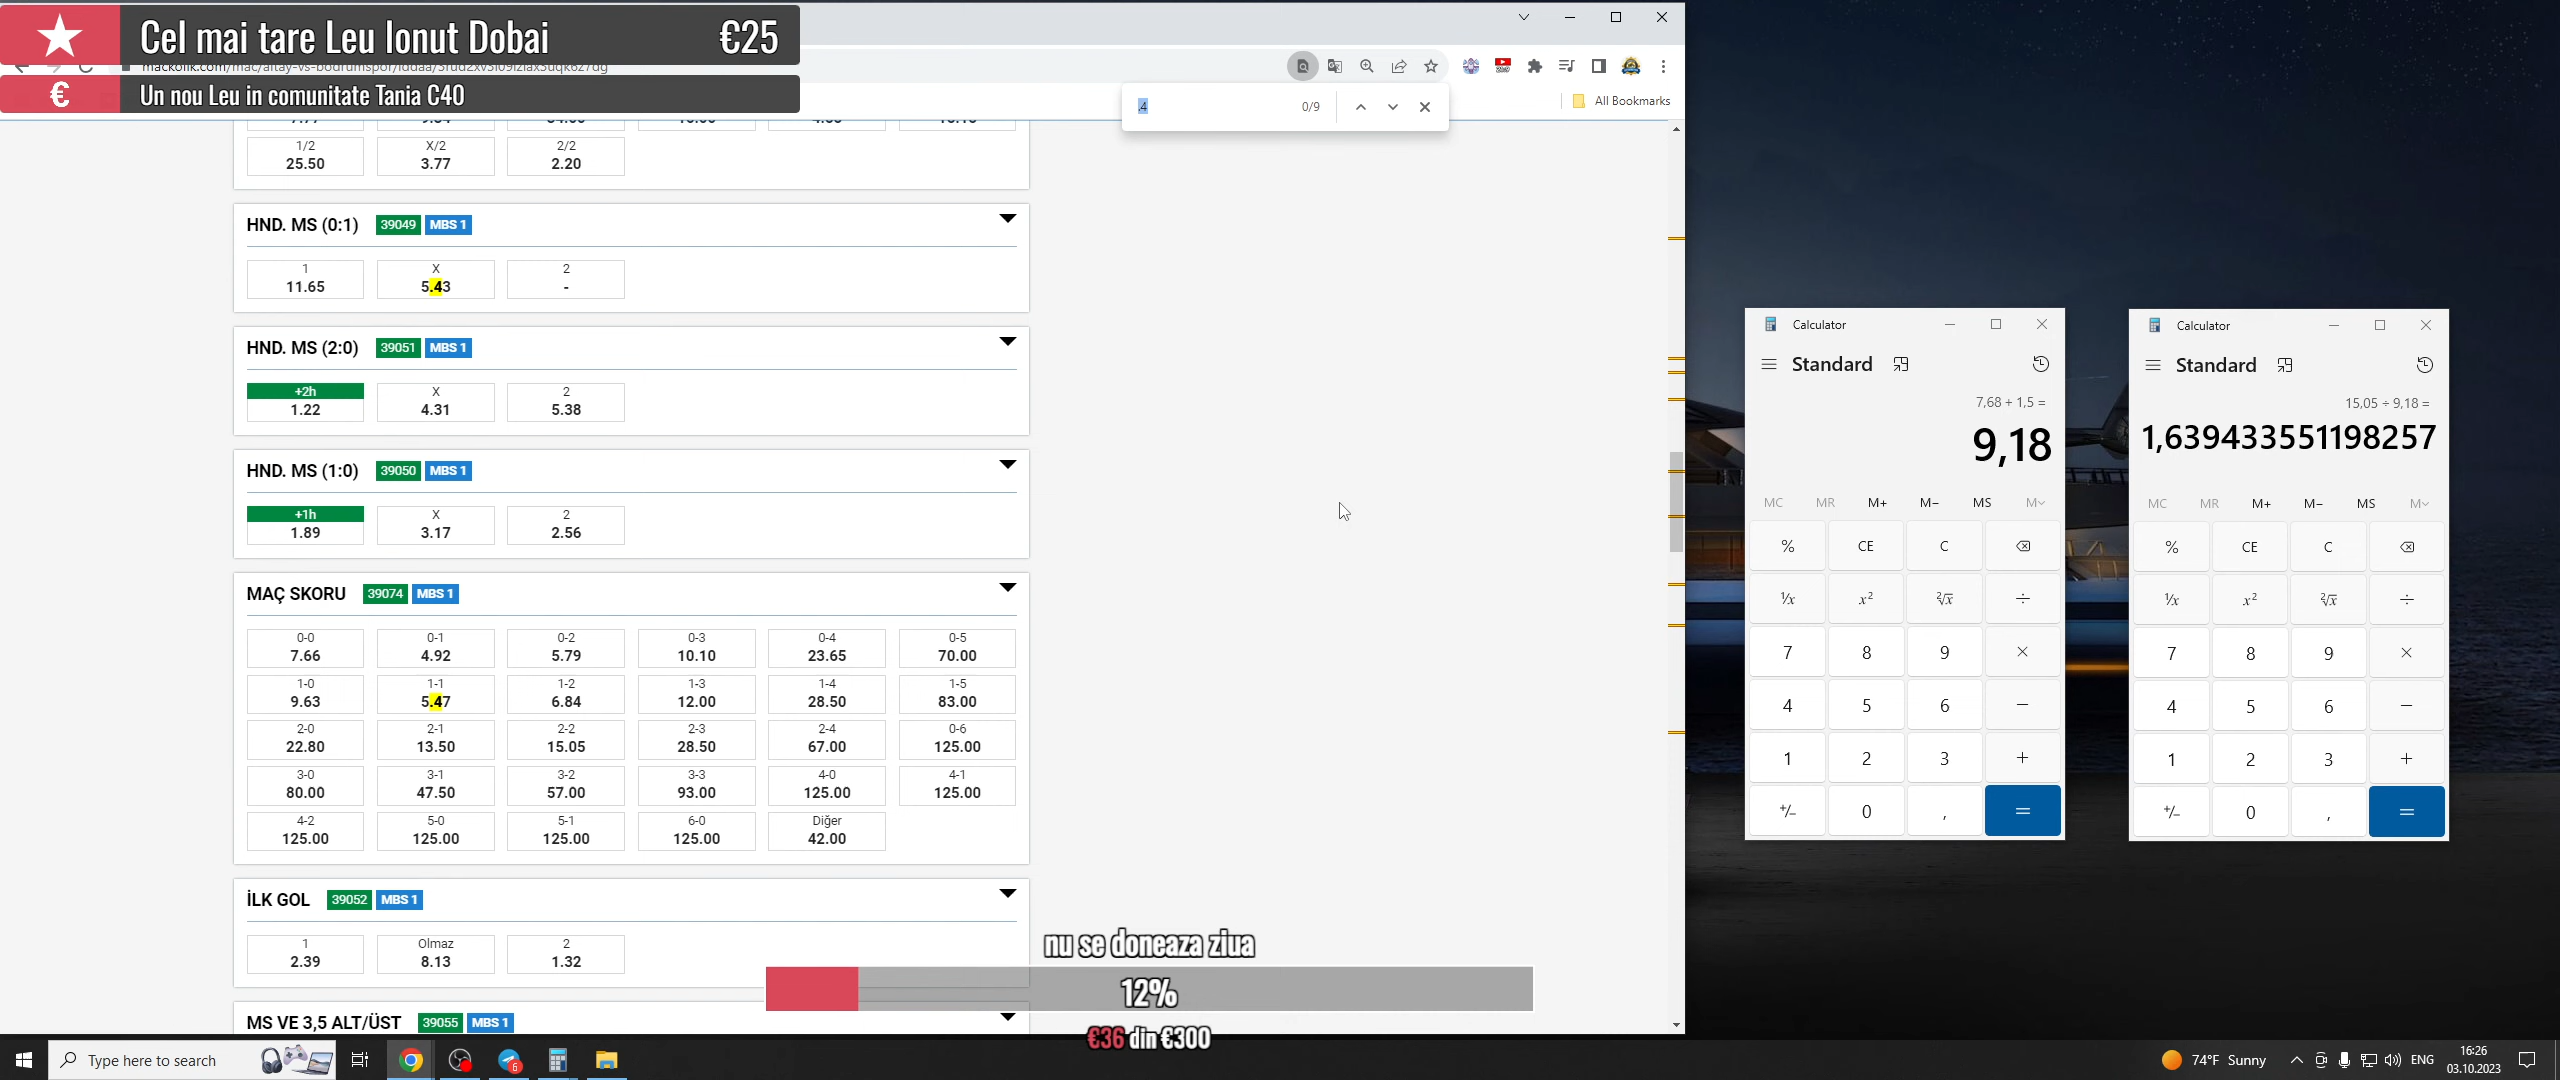 Cel mai tare Leu Ionut Dobai €25
€ Un nou Leu in comunitate Tania C40
mackolik.com/mac/altay-vs-bodrumspor/iddaa/
All Bookmarks
.4 0/9
1/2 X/2 2/2
25.50 3.77 2.20
HND. MS (0:1) 39049 MBS 1
1 X 2
11.65 5.43 -
HND. MS (2:0) 39051 MBS 1
+2h X 2
1.22 4.31 5.38
HND. MS (1:0) 39050 MBS 1
+1h X 2
1.89 3.17 2.56
MAÇ SKORU 39074 MBS 1
0-0 0-1 0-2 0-3 0-4 0-5
7.66 4.92 5.79 10.10 23.65 70.00
1-0 1-1 1-2 1-3 1-4 1-5
9.63 5.47 6.84 12.00 28.50 83.00
2-0 2-1 2-2 2-3 2-4 0-6
22.80 13.50 15.05 28.50 67.00 125.00
3-0 3-1 3-2 3-3 4-0 4-1
80.00 47.50 57.00 93.00 125.00 125.00
4-2 5-0 5-1 6-0 Diğer
125.00 125.00 125.00 125.00 42.00
İLK GOL 39052 MBS 1
1 Olmaz 2
2.39 8.13 1.32
MS VE 3,5 ALT/ÜST 39055 MBS 1
nu se doneaza ziua
12%
€36 din €300
Calculator
Standard
7,68 + 1,5 =
9,18
MC MR M+ M− MS M˅
% CE C ⌫
¹/x x² ²√x ÷
7 8 9 ×
4 5 6 −
1 2 3 +
+/− 0 , =
Calculator
Standard
15,05 ÷ 9,18 =
1,639433551198257
MC MR M+ M− MS M˅
% CE C ⌫
¹/x x² ²√x ÷
7 8 9 ×
4 5 6 −
1 2 3 +
+/− 0 , =
Type here to search
6
74°F Sunny
ENG
16:26
03.10.2023